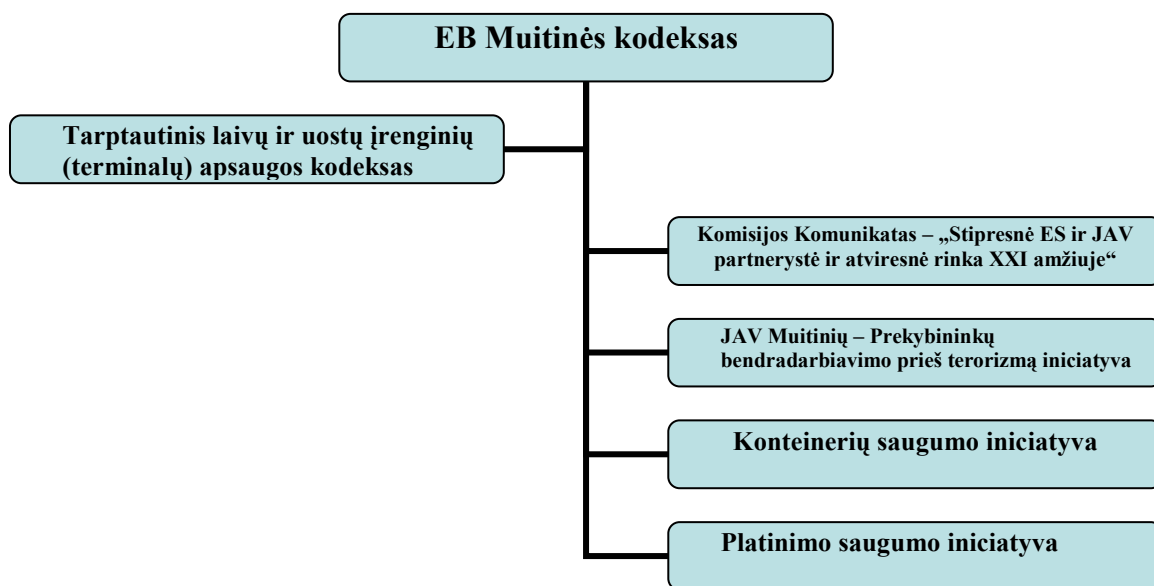 EB Muitinės kodeksas
Tarptautinis laivų ir uostų įrenginių
(terminalų) apsaugos kodeksas
Komisijos Komunikatas – „Stipresnė ES ir JAV
partnerystė ir atviresnė rinka XXI amžiuje“
JAV Muitinių – Prekybininkų
bendradarbiavimo prieš terorizmą iniciatyva
Konteinerių saugumo iniciatyva
Platinimo saugumo iniciatyva